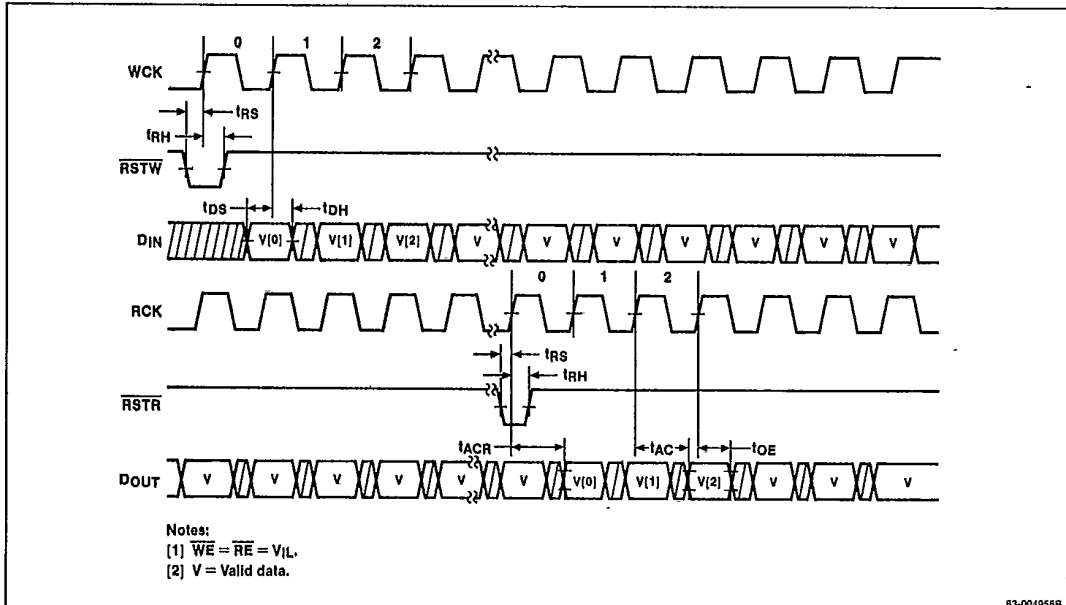 0 1 2
WCK
tRS
tRH
RSTW
tDS tDH
DIN V[0] V[1] V[2] V V V V V V V
0 1 2
RCK
tRS
tRH
RSTR
tACR tAC tOE
DOUT V V V V V V V[0] V[1] V[2] V V V
Notes:
[1] WE = RE = VIL.
[2] V = Valid data.
83-004956B